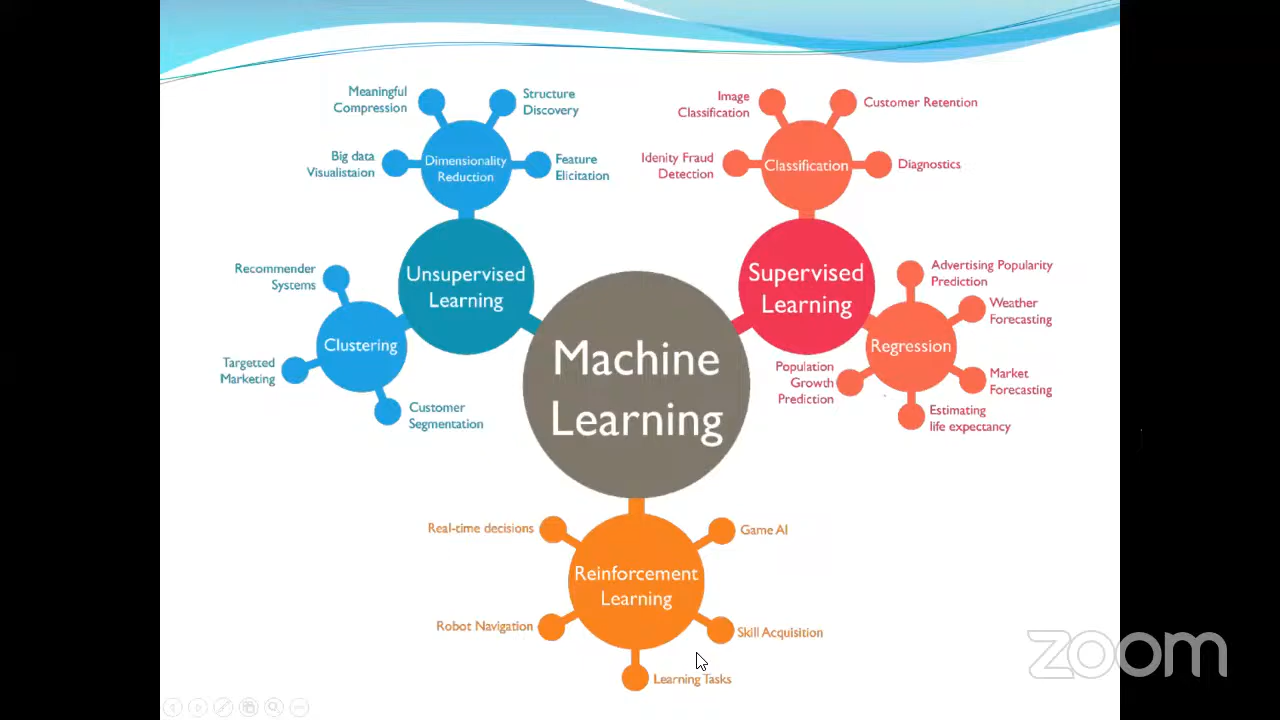 Meaningful
Compression
Structure
Discovery
Big data
Visualistaion
Dimensionality
Reduction
Feature
Elicitation
Image
Classification
Customer Retention
Idenity Fraud
Detection
Classification
Diagnostics
Recommender
Systems
Unsupervised
Learning
Clustering
Targetted
Marketing
Customer
Segmentation
Supervised
Learning
Advertising Popularity
Prediction
Weather
Forecasting
Regression
Population
Growth
Prediction
Market
Forecasting
Estimating
life expectancy
Machine
Learning
Real-time decisions
Game AI
Reinforcement
Learning
Robot Navigation
Skill Acquisition
Learning Tasks
zoom